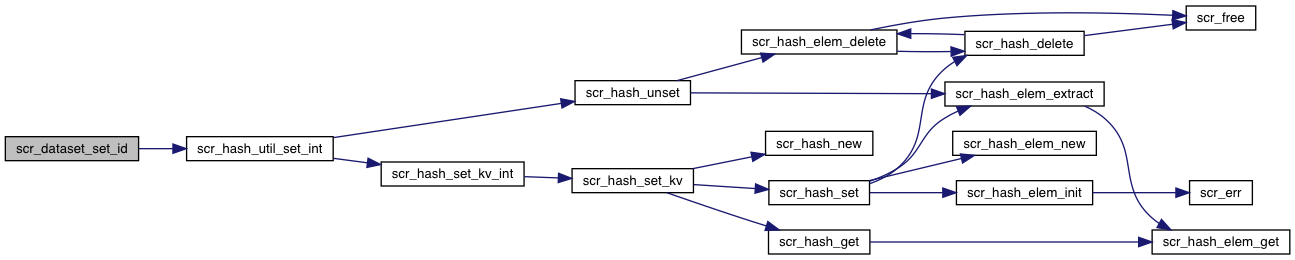 scr_dataset_set_id
scr_hash_util_set_int
scr_hash_unset
scr_hash_set_kv_int
scr_hash_set_kv
scr_hash_elem_delete
scr_hash_new
scr_hash_set
scr_hash_get
scr_hash_delete
scr_hash_elem_extract
scr_hash_elem_new
scr_hash_elem_init
scr_free
scr_err
scr_hash_elem_get